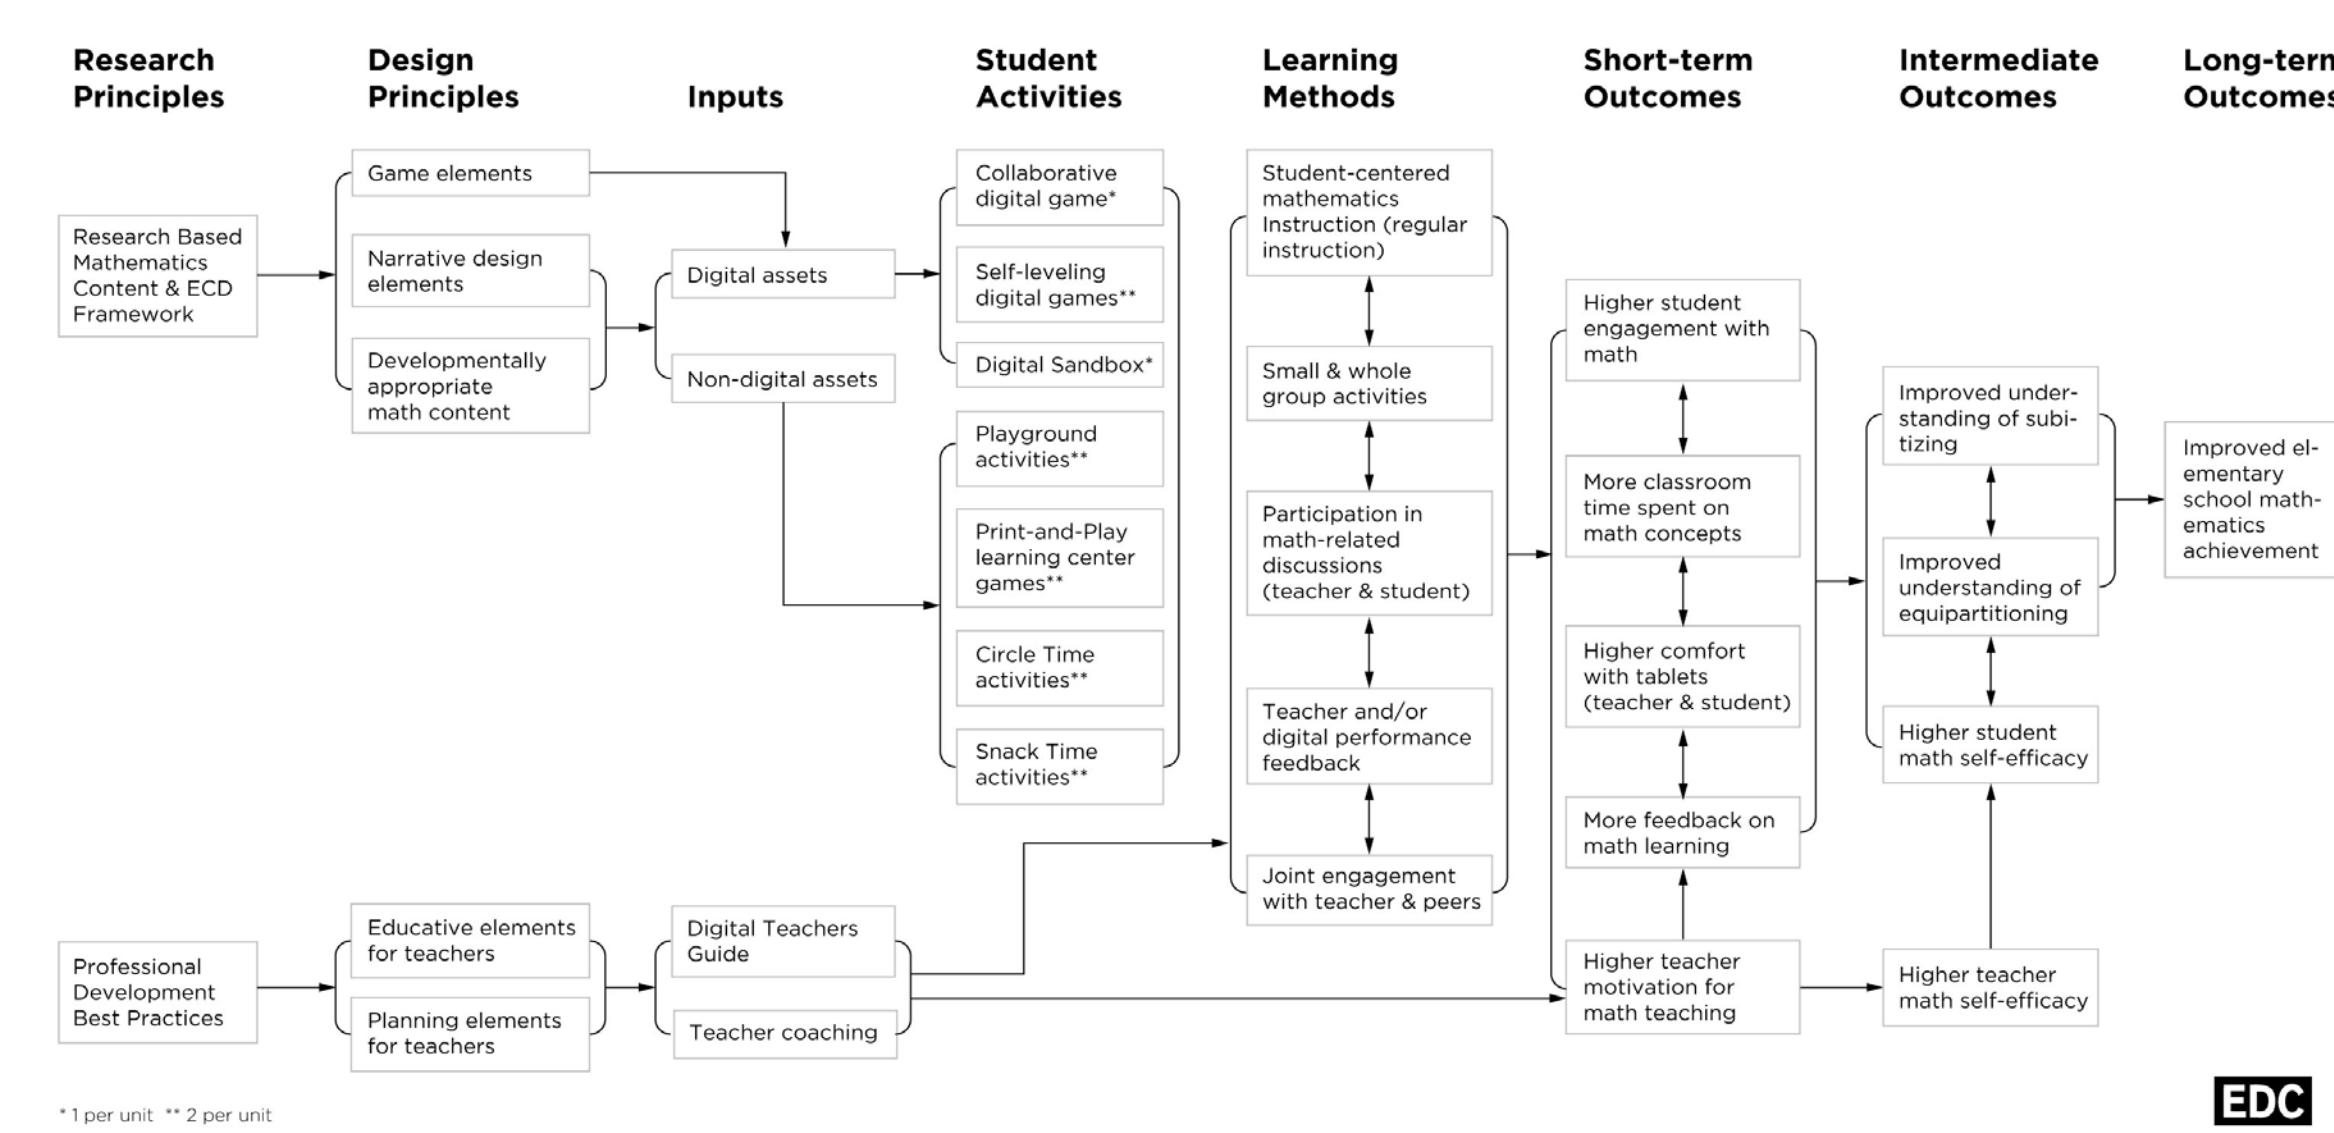 Research
Principles
Design
Principles
Inputs
Student
Activities
Learning
Methods
Short-term
Outcomes
Intermediate
Outcomes
Long-term
Outcomes
Research Based
Mathematics
Content & ECD
Framework
Game elements
Narrative design
elements
Developmentally
appropriate
math content
Digital assets
Non-digital assets
Collaborative
digital game*
Self-leveling
digital games**
Digital Sandbox*
Playground
activities**
Print-and-Play
learning center
games**
Circle Time
activities**
Snack Time
activities**
Student-centered
mathematics
Instruction (regular
instruction)
Small & whole
group activities
Participation in
math-related
discussions
(teacher & student)
Teacher and/or
digital performance
feedback
Joint engagement
with teacher & peers
Higher student
engagement with
math
More classroom
time spent on
math concepts
Higher comfort
with tablets
(teacher & student)
More feedback on
math learning
Higher teacher
motivation for
math teaching
Improved under-
standing of subi-
tizing
Improved
understanding of
equipartitioning
Higher student
math self-efficacy
Higher teacher
math self-efficacy
Improved el-
ementary
school math-
ematics
achievement
Professional
Development
Best Practices
Educative elements
for teachers
Planning elements
for teachers
Digital Teachers
Guide
Teacher coaching
* 1 per unit ** 2 per unit
EDC